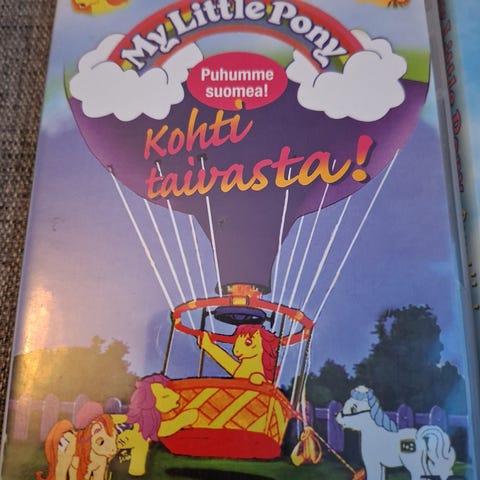 My Little Pony
Puhumme
suomea!
Kohti
taivasta!